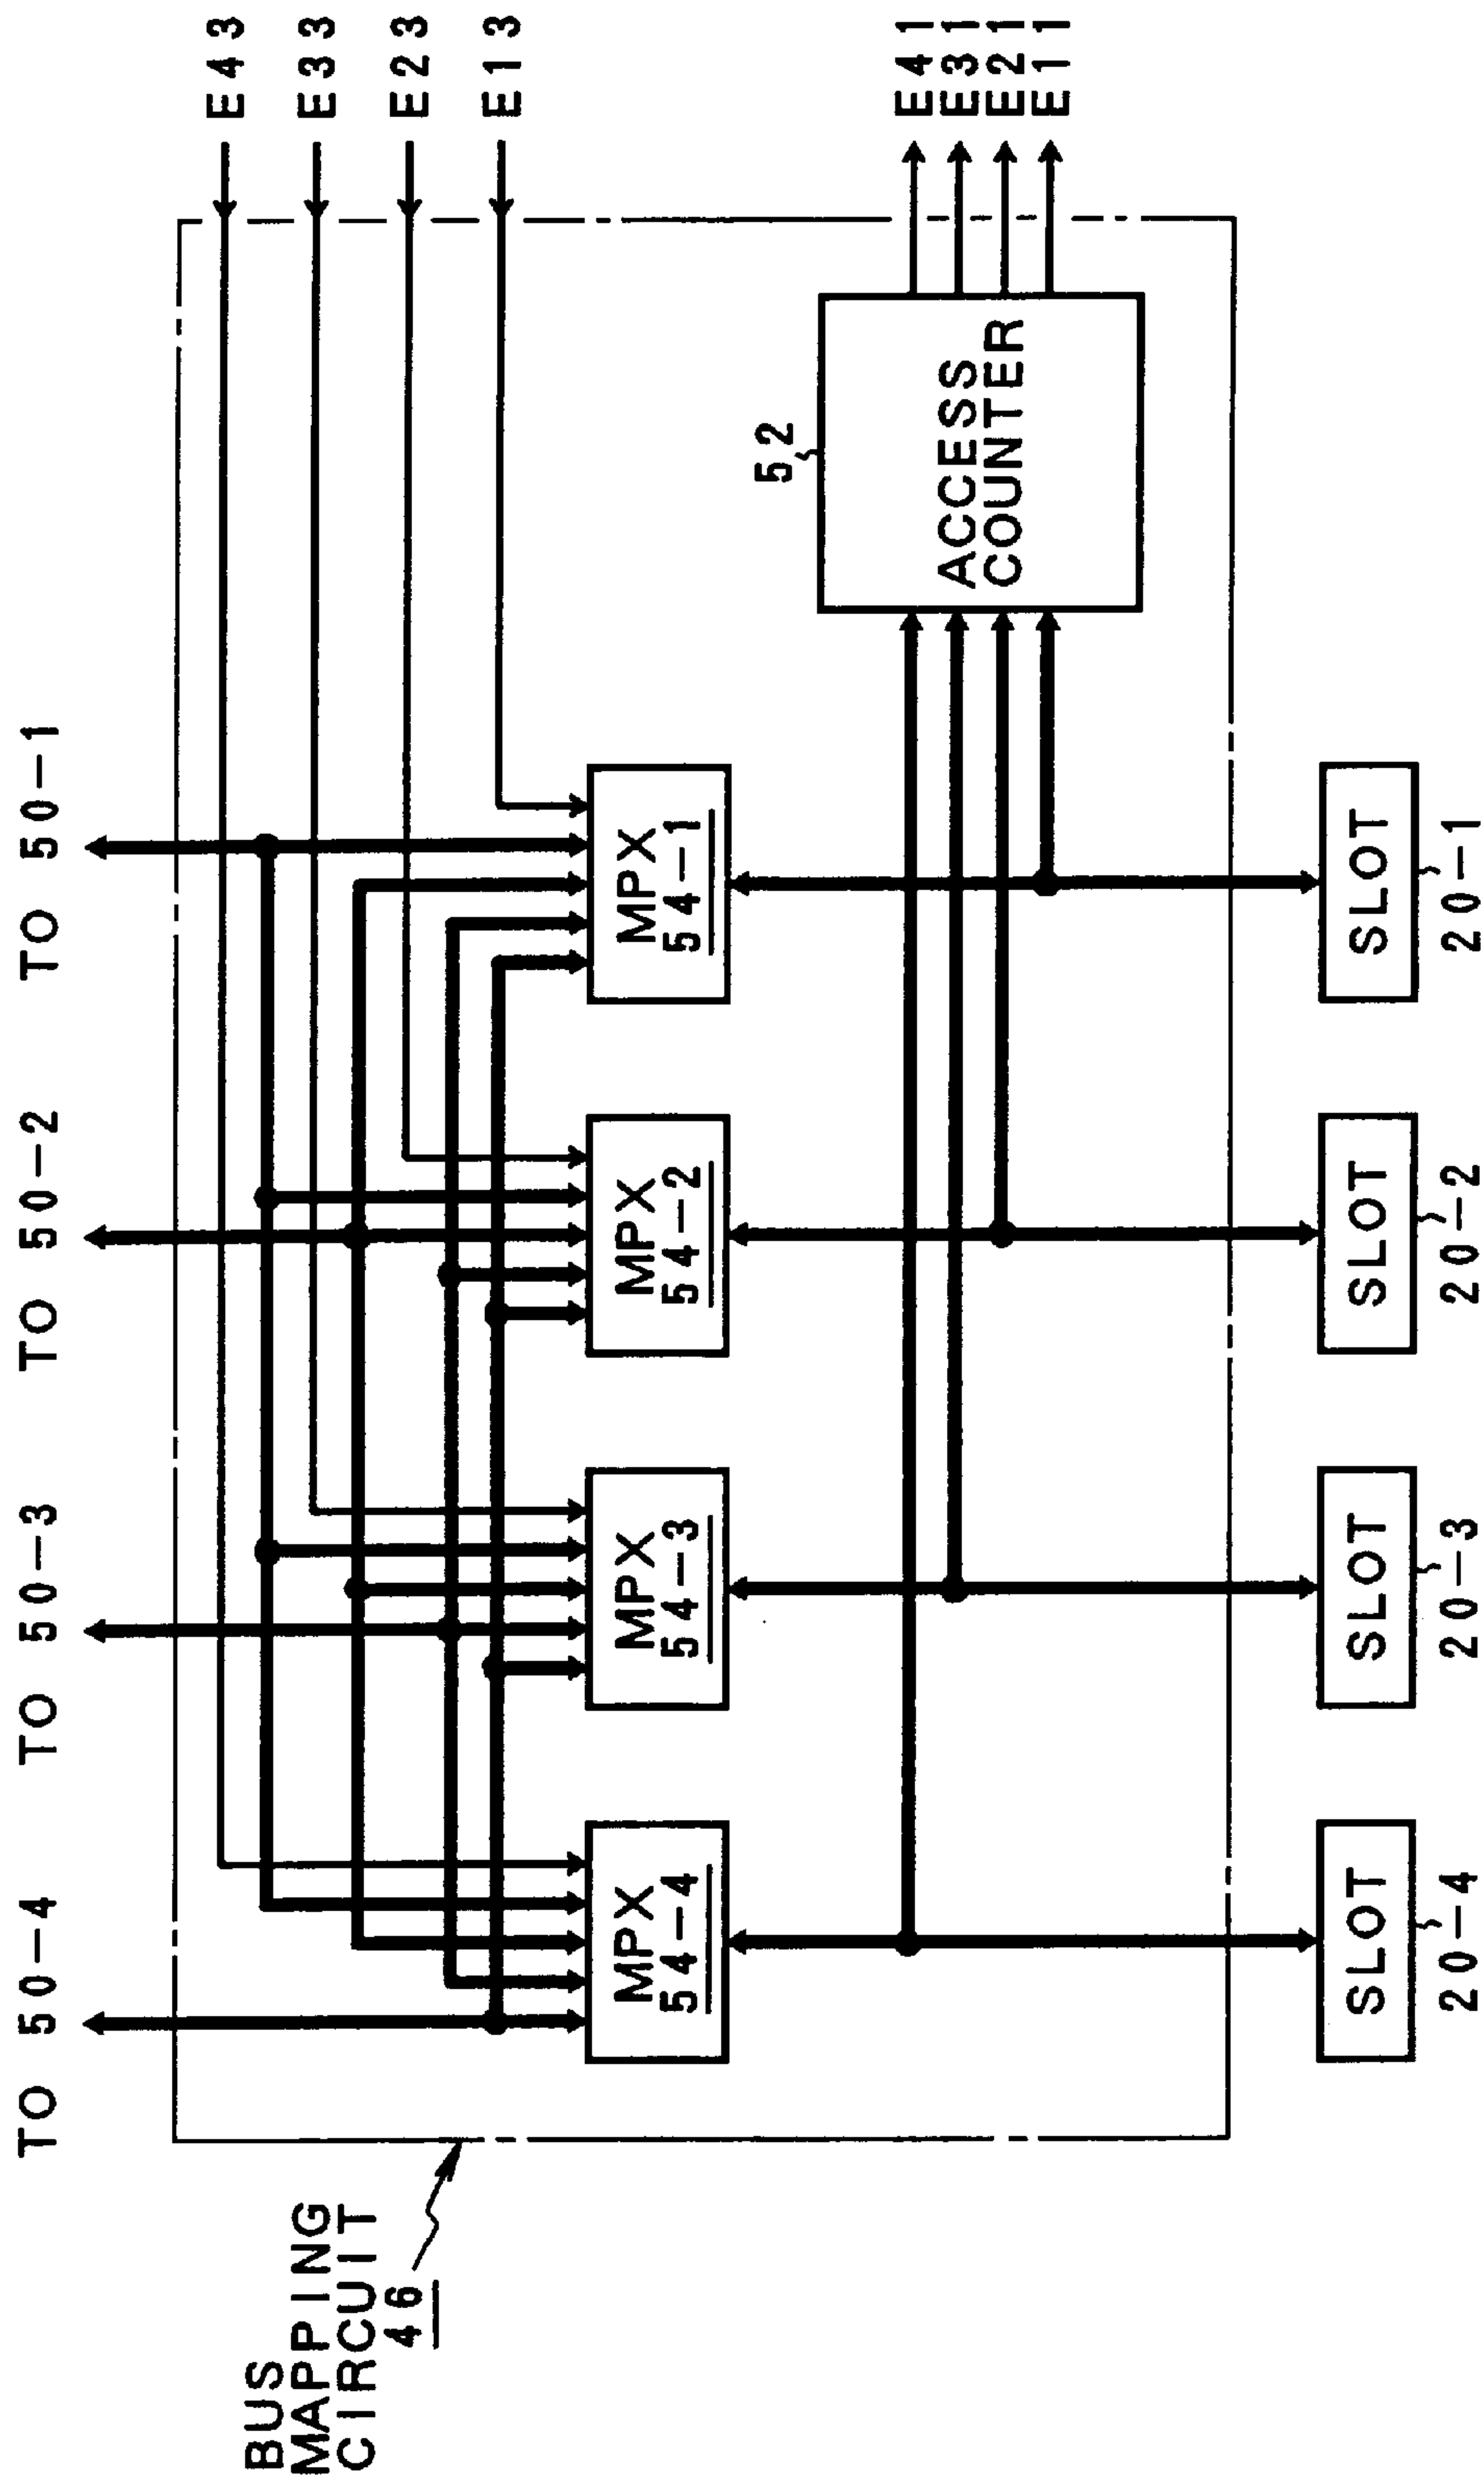 BUS
MAPPING
CIRCUIT
46
TO 50-4
TO 50-3
TO 50-2
TO 50-1
E43
E33
E23
E13
MPX
54-4
MPX
54-3
MPX
54-2
MPX
54-1
52
ACCESS
COUNTER
E41
E31
E21
E11
SLOT
20-4
SLOT
20-3
SLOT
20-2
SLOT
20-1